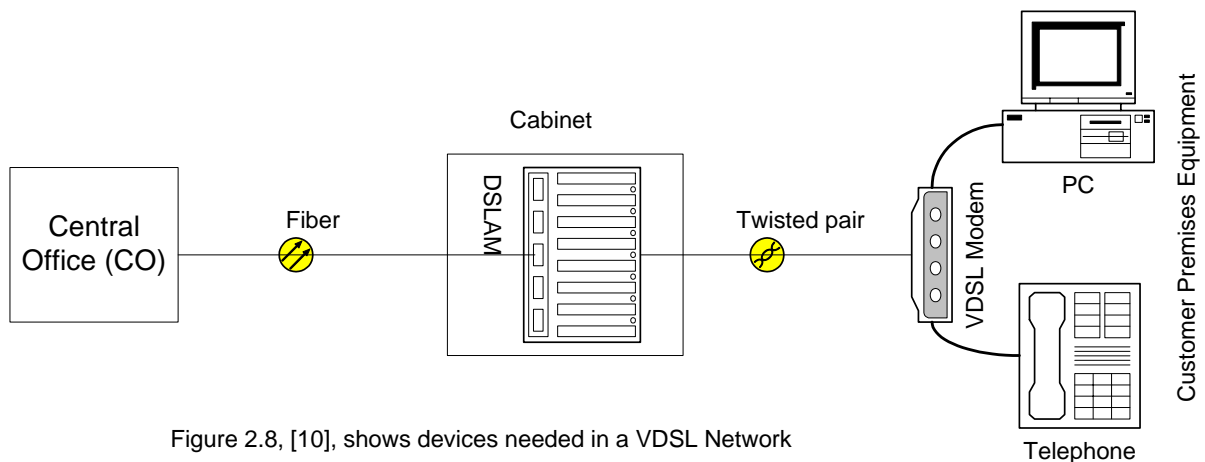 Cabinet
Central
Office (CO)
Fiber
DSLAM
Twisted pair
VDSL Modem
PC
Telephone
Customer Premises Equipment
Figure 2.8, [10], shows devices needed in a VDSL Network